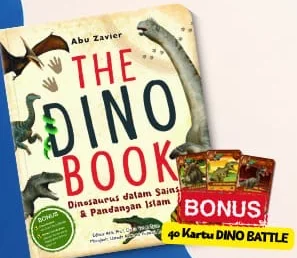 Abu Zavier
THE
DINO
BOOK
Dinosaurus dalam Sains
& Pandangan Islam
BONUS
BONUS
40 Kartu DINO BATTLE